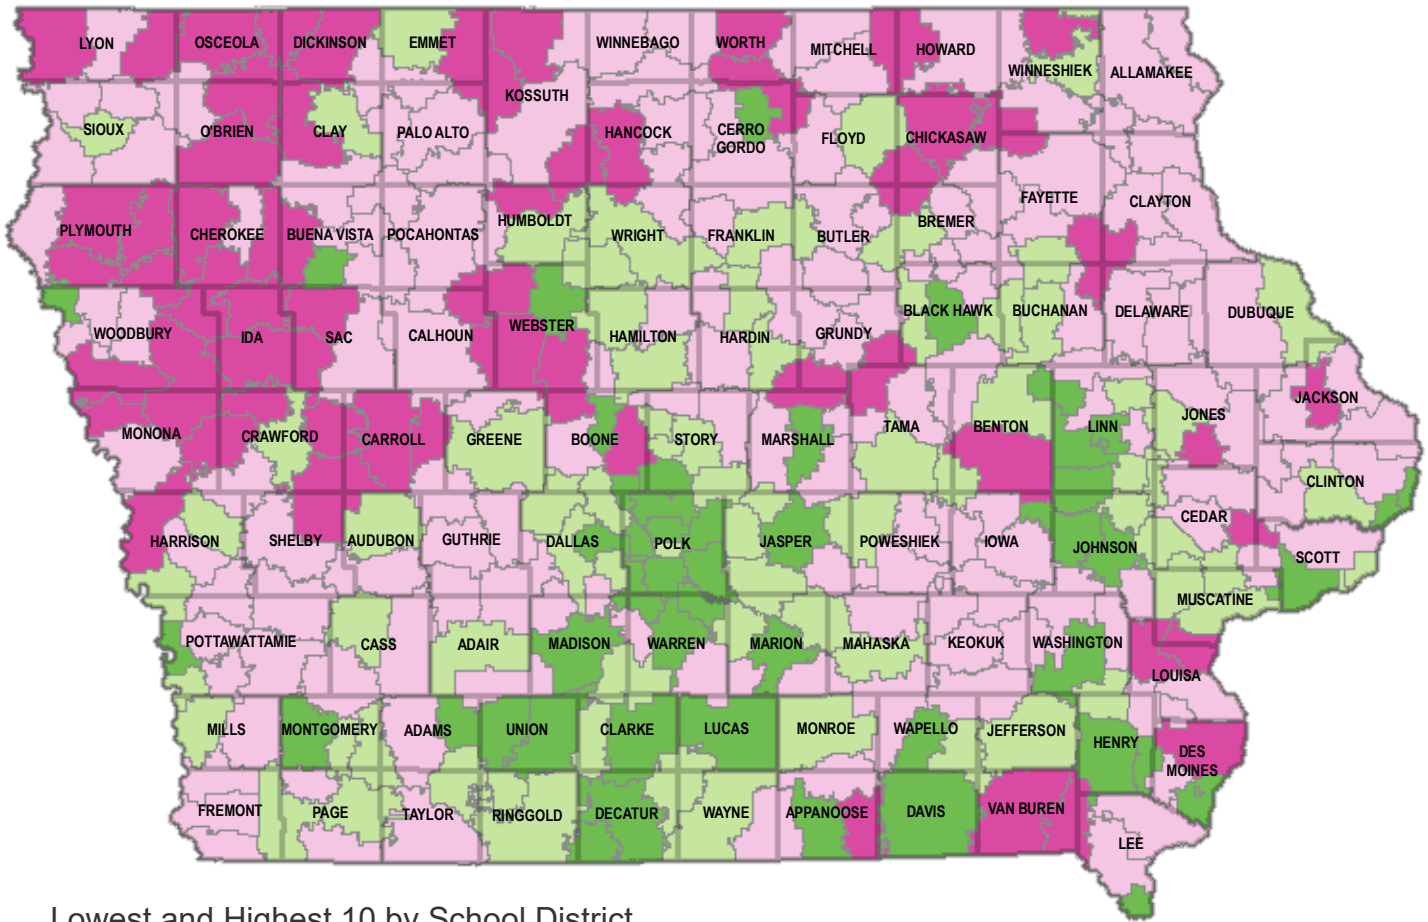 LYON OSCEOLA DICKINSON EMMET WINNEBAGO WORTH MITCHELL HOWARD WINNESHIEK ALLAMAKEE
KOSSUTH
SIOUX O'BRIEN CLAY PALO ALTO HANCOCK CERRO GORDO FLOYD CHICKASAW
FAYETTE CLAYTON
PLYMOUTH CHEROKEE BUENA VISTA POCAHONTAS HUMBOLDT WRIGHT FRANKLIN BUTLER BREMER
WOODBURY IDA SAC CALHOUN WEBSTER HAMILTON HARDIN GRUNDY BLACK HAWK BUCHANAN DELAWARE DUBUQUE
JACKSON
MONONA CRAWFORD CARROLL GREENE BOONE STORY MARSHALL TAMA BENTON LINN JONES
CLINTON
CEDAR
HARRISON SHELBY AUDUBON GUTHRIE DALLAS POLK JASPER POWESHIEK IOWA JOHNSON SCOTT
MUSCATINE
POTTAWATTAMIE CASS ADAIR MADISON WARREN MARION MAHASKA KEOKUK WASHINGTON
LOUISA
MILLS MONTGOMERY ADAMS UNION CLARKE LUCAS MONROE WAPELLO JEFFERSON HENRY DES MOINES
FREMONT PAGE TAYLOR RINGGOLD DECATUR WAYNE APPANOOSE DAVIS VAN BUREN
LEE
Lowest and Highest 10 by School District